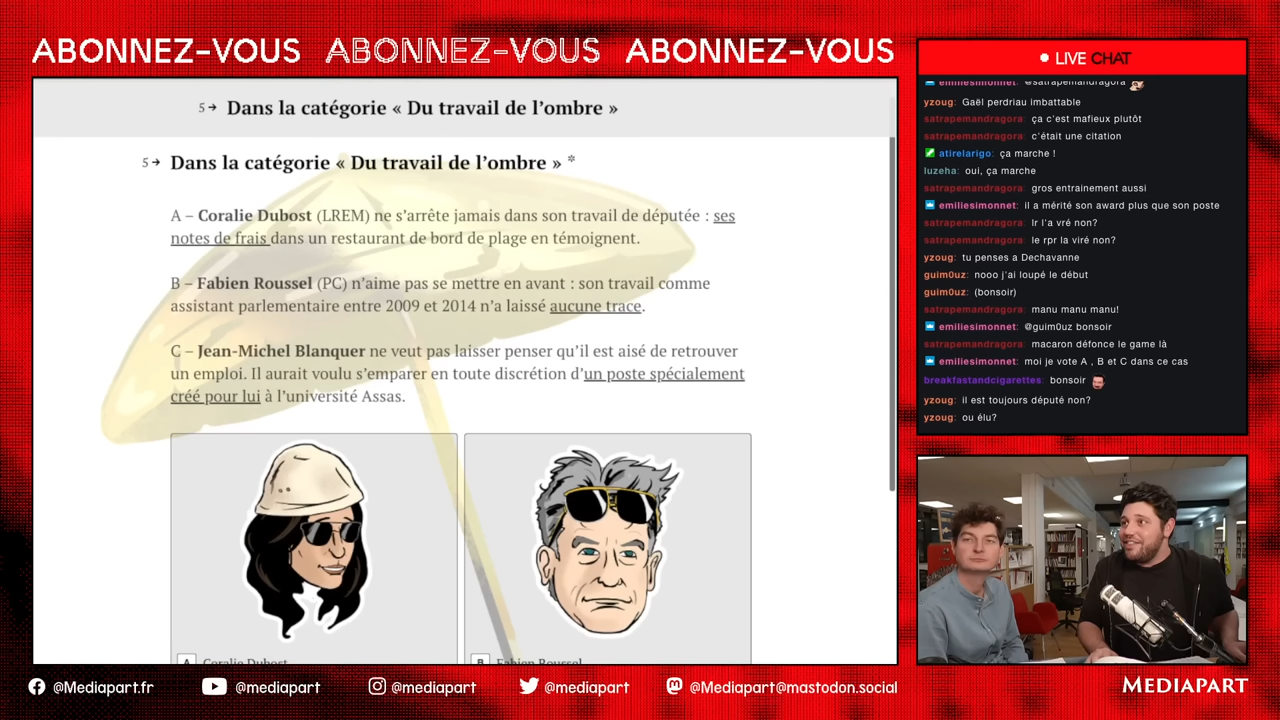 ABONNEZ-VOUS ABONNEZ-VOUS ABONNEZ-VOUS
5→ Dans la catégorie « Du travail de l’ombre »
5→ Dans la catégorie « Du travail de l’ombre » *
A – Coralie Dubost (LREM) ne s’arrête jamais dans son travail de députée : ses
notes de frais dans un restaurant de bord de plage en témoignent.
B – Fabien Roussel (PC) n’aime pas se mettre en avant : son travail comme
assistant parlementaire entre 2009 et 2014 n’a laissé aucune trace.
C – Jean-Michel Blanquer ne veut pas laisser penser qu’il est aisé de retrouver
un emploi. Il aurait voulu s’emparer en toute discrétion d’un poste spécialement
créé pour lui à l’université Assas.
A Coralie Dubost
B Fabien Roussel
LIVE CHAT
emiliesimonnet: @satrapemandragora
yzoug: Gaël perdriau imbattable
satrapemandragora: ça c'est mafieux plutôt
satrapemandragora: c'était une citation
atirelarigo: ça marche !
luzeha: oui, ça marche
satrapemandragora: gros entrainement aussi
emiliesimonnet: il a mérité son award plus que son poste
satrapemandragora: lr l'a vré non?
satrapemandragora: le rpr la viré non?
yzoug: tu penses a Dechavanne
guim0uz: nooo j'ai loupé le début
guim0uz: (bonsoir)
satrapemandragora: manu manu manu!
emiliesimonnet: @guim0uz bonsoir
satrapemandragora: macaron défonce le game là
emiliesimonnet: moi je vote A , B et C dans ce cas
breakfastandcigarettes: bonsoir
yzoug: il est toujours député non?
yzoug: ou élu?
@Mediapart.fr @mediapart @mediapart @mediapart @Mediapart@mastodon.social
MEDIAPART